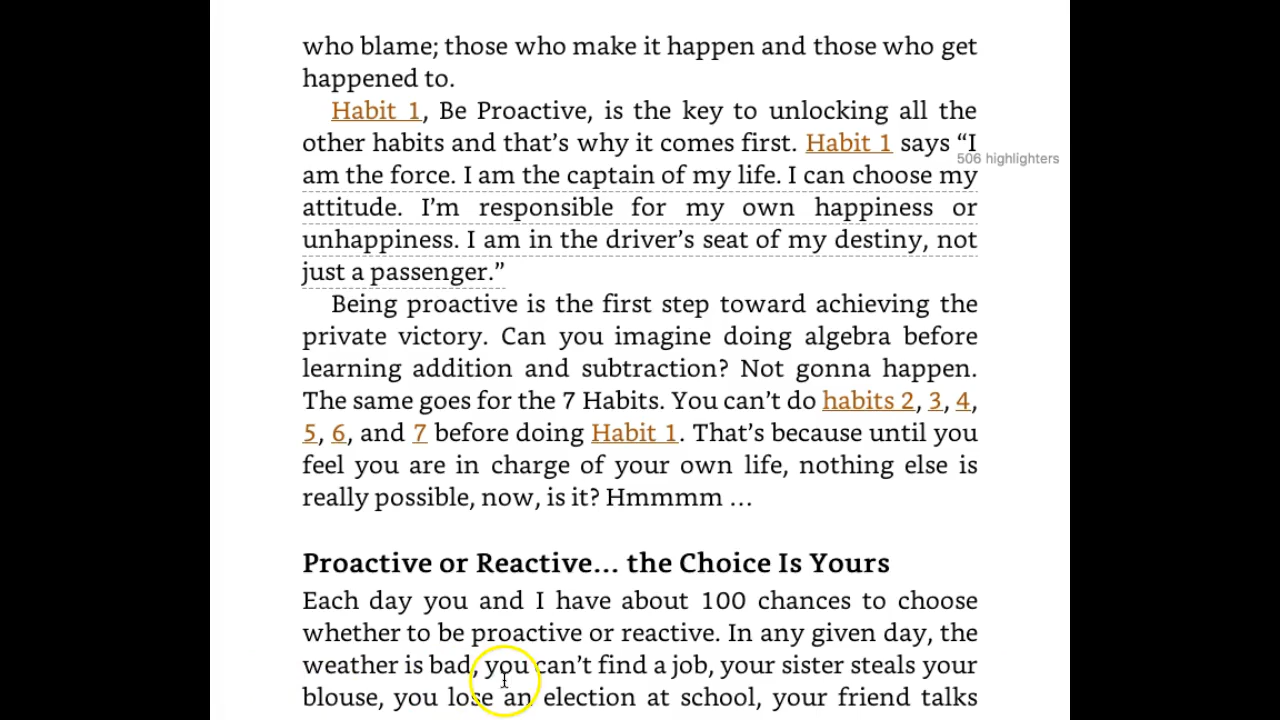 who blame; those who make it happen and those who get
happened to.
Habit 1, Be Proactive, is the key to unlocking all the
other habits and that’s why it comes first. Habit 1 says “I
506 highlighters
am the force. I am the captain of my life. I can choose my
attitude. I’m responsible for my own happiness or
unhappiness. I am in the driver’s seat of my destiny, not
just a passenger.”
Being proactive is the first step toward achieving the
private victory. Can you imagine doing algebra before
learning addition and subtraction? Not gonna happen.
The same goes for the 7 Habits. You can’t do habits 2, 3, 4,
5, 6, and 7 before doing Habit 1. That’s because until you
feel you are in charge of your own life, nothing else is
really possible, now, is it? Hmmmm …
Proactive or Reactive… the Choice Is Yours
Each day you and I have about 100 chances to choose
whether to be proactive or reactive. In any given day, the
weather is bad, you can’t find a job, your sister steals your
blouse, you lose an election at school, your friend talks